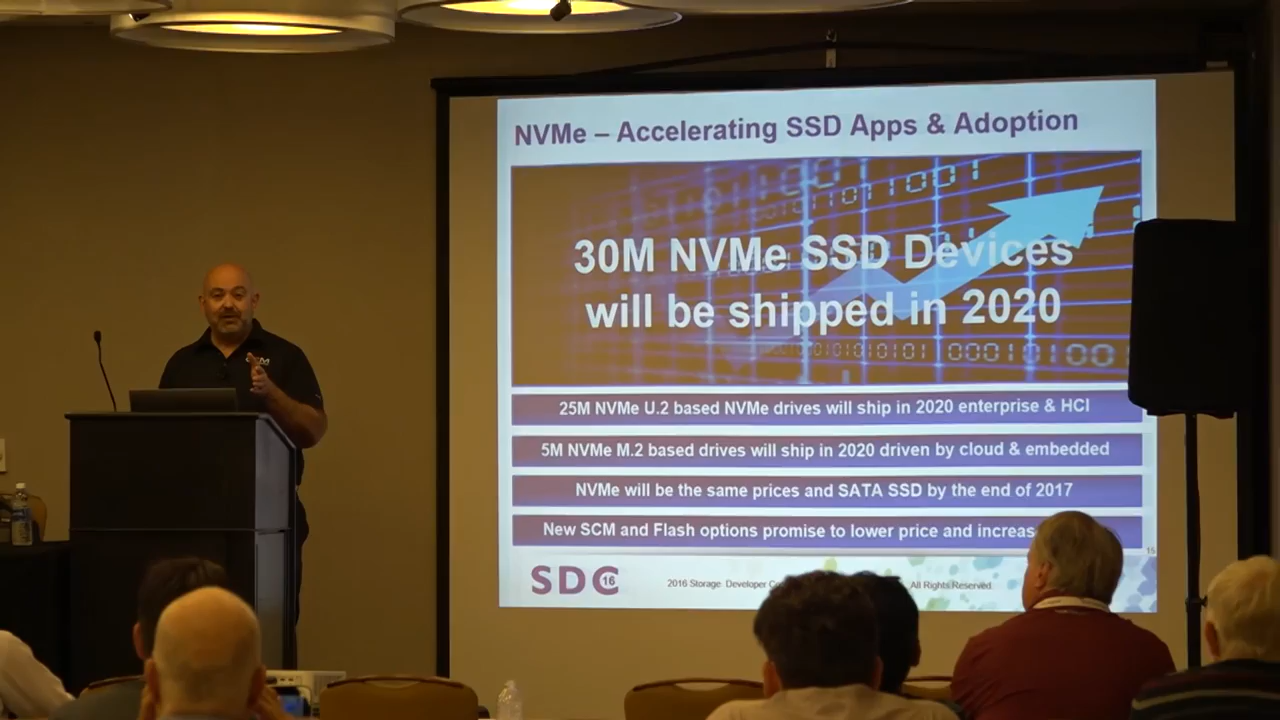 NVMe – Accelerating SSD Apps & Adoption
30M NVMe SSD Devices
will be shipped in 2020
25M NVMe U.2 based NVMe drives will ship in 2020 enterprise & HCI
5M NVMe M.2 based drives will ship in 2020 driven by cloud & embedded
NVMe will be the same prices and SATA SSD by the end of 2017
New SCM and Flash options promise to lower price and
15
SDC 16
2016 Storage Developer All Rights Reserved.